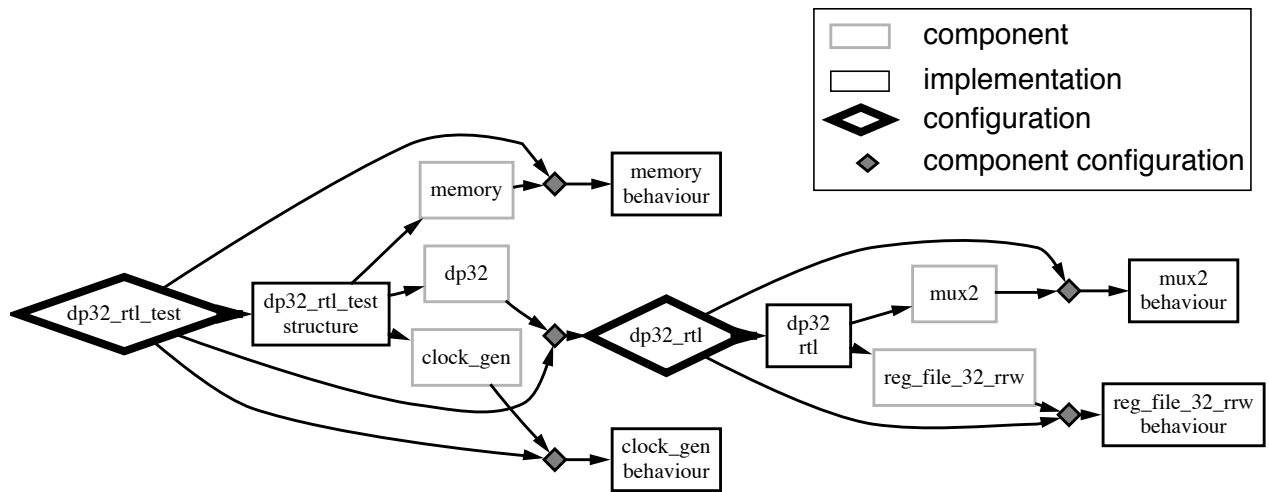 component
implementation
configuration
component configuration
memory
memory
behaviour
dp32_rtl_test
dp32_rtl_test
structure
dp32
clock_gen
clock_gen
behaviour
dp32_rtl
dp32
rtl
mux2
mux2
behaviour
reg_file_32_rrw
reg_file_32_rrw
behaviour